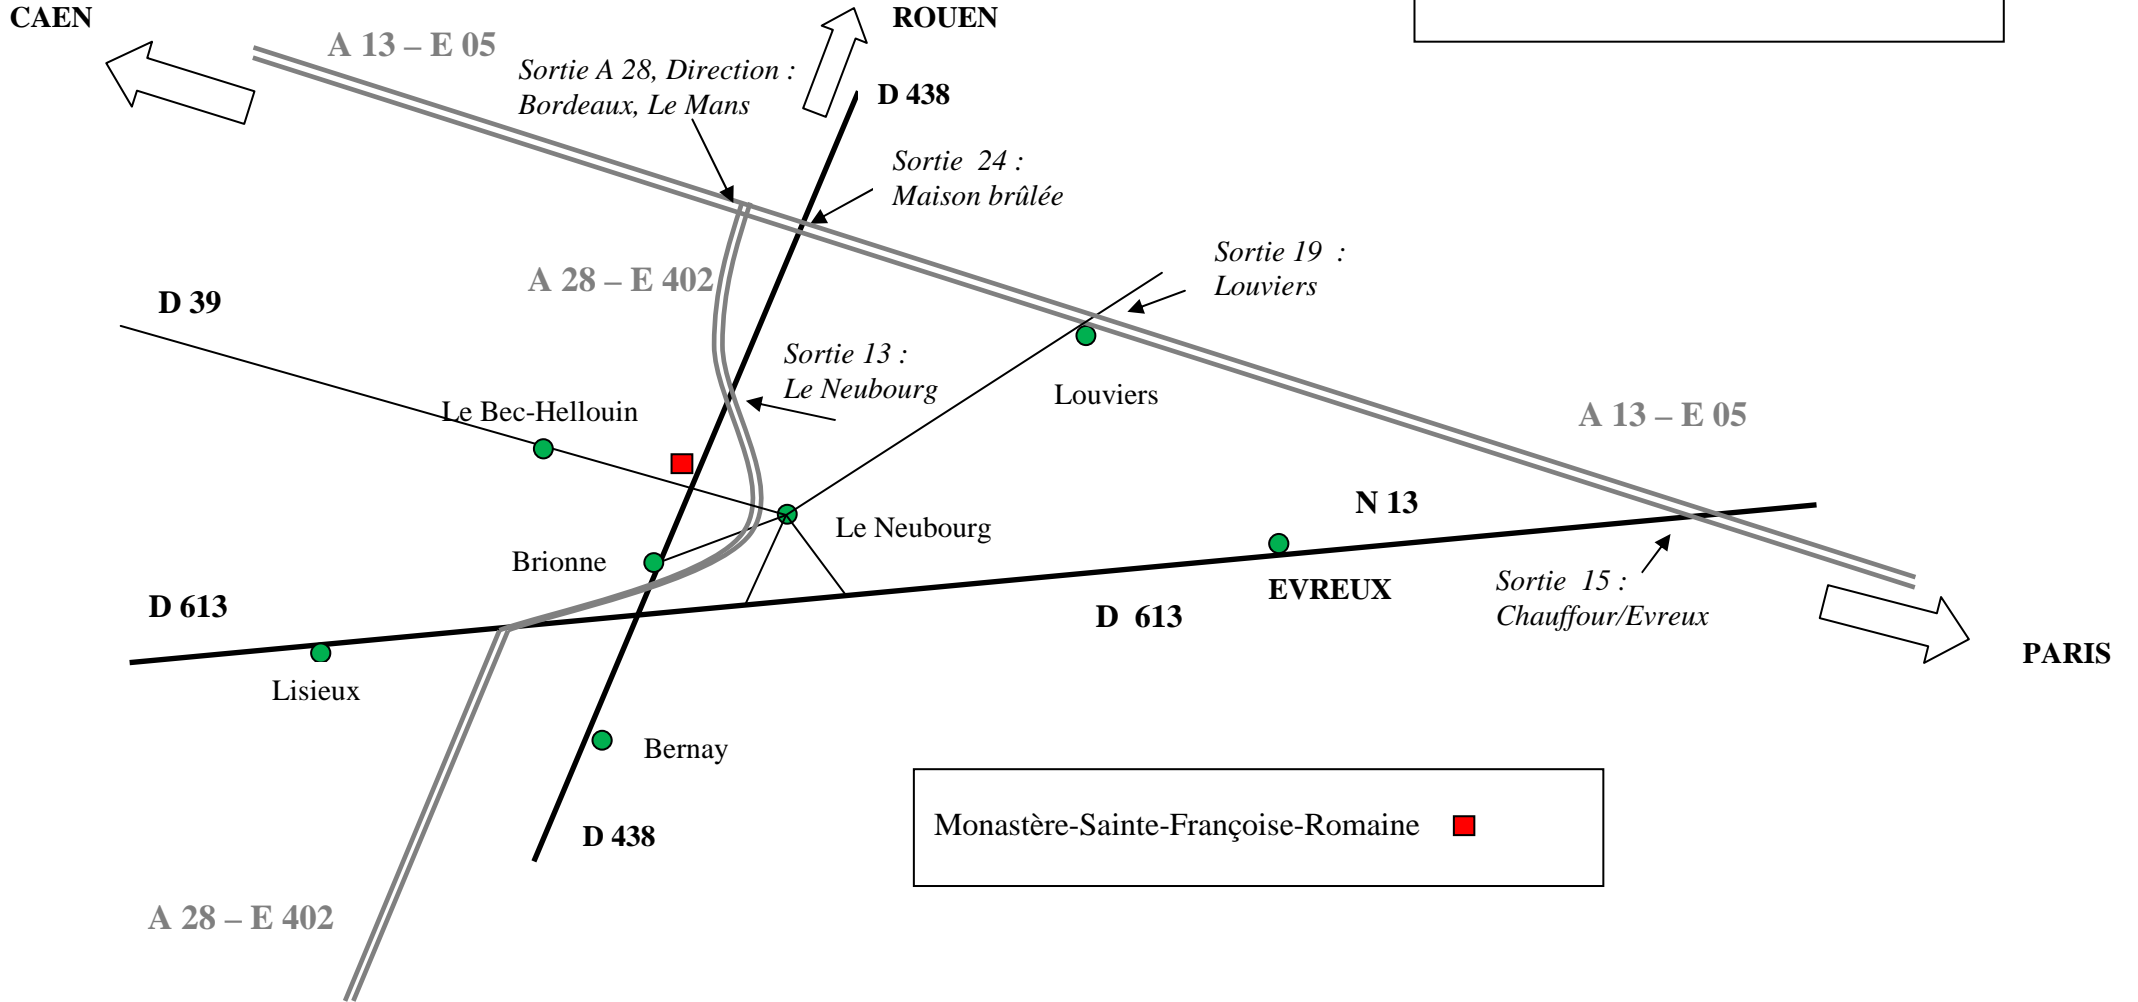 CAEN
ROUEN
A 13 – E 05
Sortie A 28, Direction :
Bordeaux, Le Mans
D 438
Sortie 24 :
Maison brûlée
Sortie 19 :
Louviers
A 28 – E 402
D 39
Sortie 13 :
Le Neubourg
Louviers
Le Bec-Hellouin
A 13 – E 05
N 13
Le Neubourg
Brionne
EVREUX
Sortie 15 :
Chauffour/Evreux
D 613
D 613
PARIS
Lisieux
Bernay
Monastère-Sainte-Françoise-Romaine
D 438
A 28 – E 402